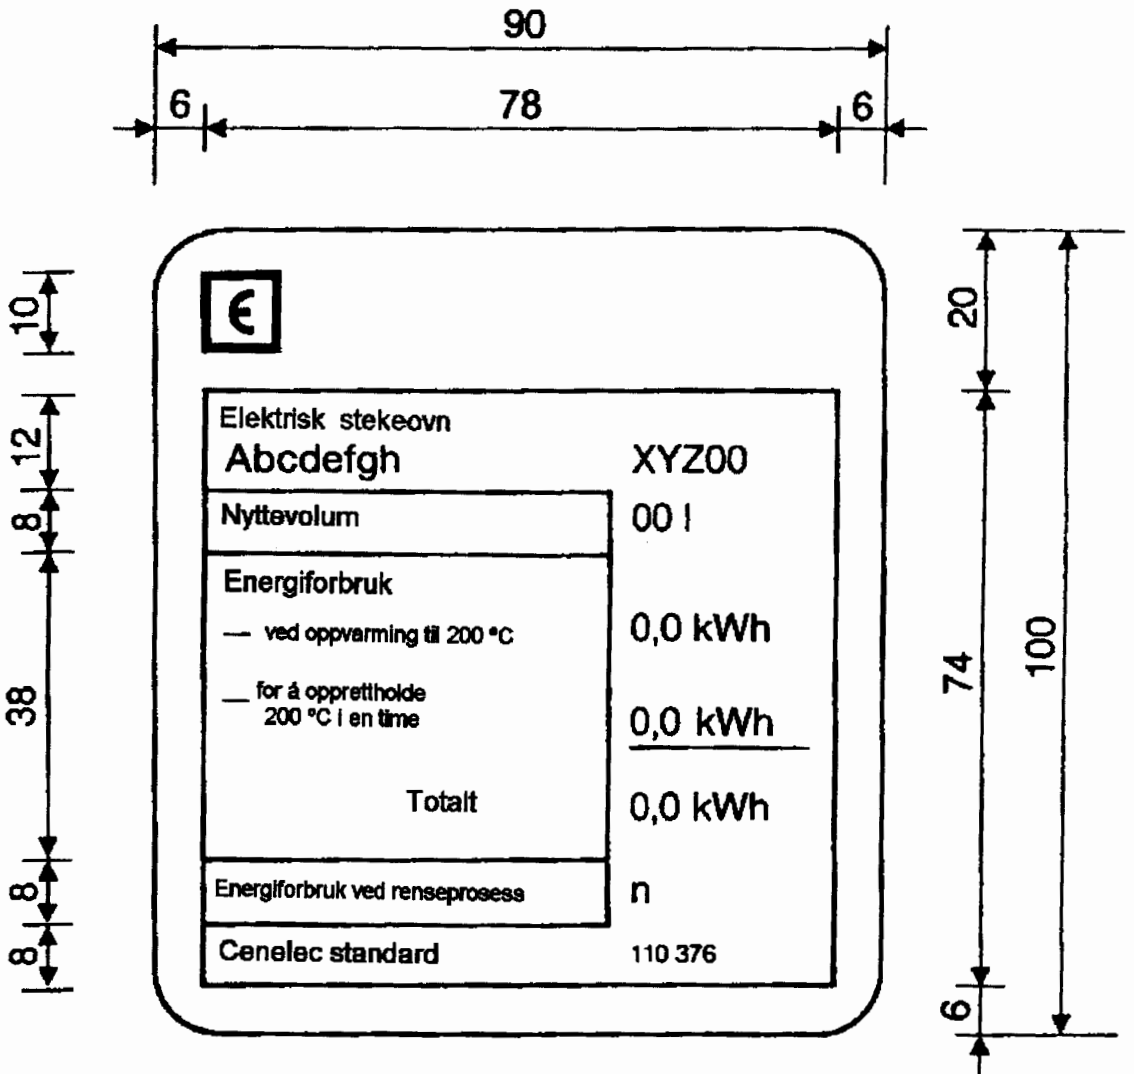 90
6 78 6
10
20
Є
12
Elektrisk stekeovn
Abcdefgh XYZ00
8
Nyttevolum 00 l
Energiforbruk
— ved oppvarming til 200 °C 0,0 kWh
100
74
38
— for å opprettholde
200 °C i en time 0,0 kWh
Totalt 0,0 kWh
8
Energiforbruk ved renseprosess n
8
Cenelec standard 110 376
6